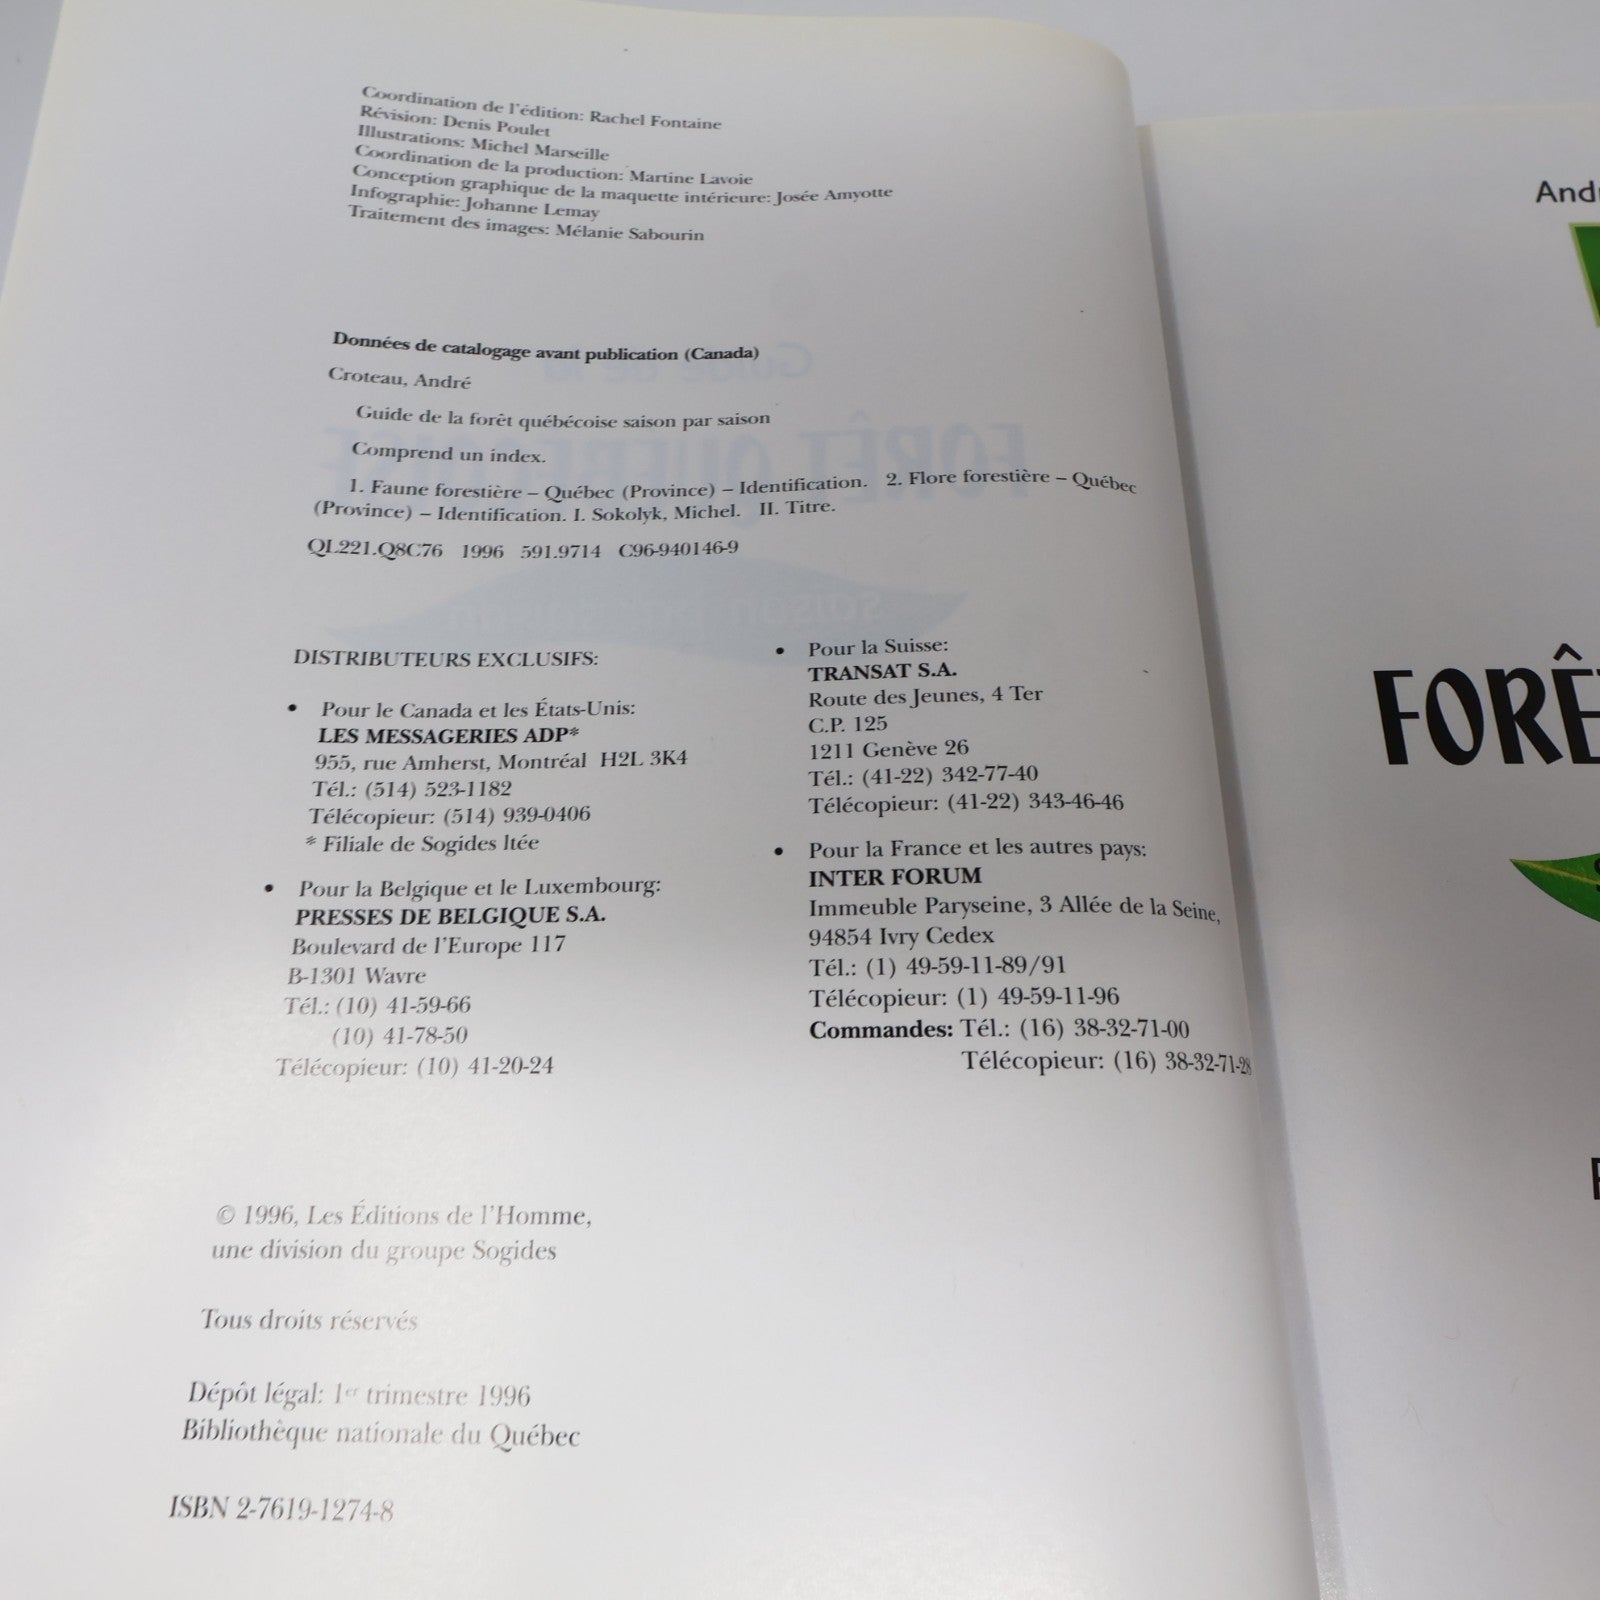 Coordination de l'édition: Rachel Fontaine
Révision: Denis Poulet
Illustrations: Michel Marseille
Coordination de la production: Martine Lavoie
Conception graphique de la maquette intérieure: Josée Amyotte
Infographie: Johanne Lemay
Traitement des images: Mélanie Sabourin
Données de catalogage avant publication (Canada)
Croteau, André
Guide de la forêt québécoise saison par saison
Comprend un index.
1. Faune forestière – Québec (Province) – Identification. 2. Flore forestière – Québec
(Province) – Identification. I. Sokolyk, Michel. II. Titre.
QL221.Q8C76 1996 591.9714 C96-940146-9
DISTRIBUTEURS EXCLUSIFS:
• Pour le Canada et les États-Unis:
LES MESSAGERIES ADP*
955, rue Amherst, Montréal H2L 3K4
Tél.: (514) 523-1182
Télécopieur: (514) 939-0406
* Filiale de Sogides ltée
• Pour la Belgique et le Luxembourg:
PRESSES DE BELGIQUE S.A.
Boulevard de l'Europe 117
B-1301 Wavre
Tél.: (10) 41-59-66
(10) 41-78-50
Télécopieur: (10) 41-20-24
• Pour la Suisse:
TRANSAT S.A.
Route des Jeunes, 4 Ter
C.P. 125
1211 Genève 26
Tél.: (41-22) 342-77-40
Télécopieur: (41-22) 343-46-46
• Pour la France et les autres pays:
INTER FORUM
Immeuble Paryseine, 3 Allée de la Seine,
94854 Ivry Cedex
Tél.: (1) 49-59-11-89/91
Télécopieur: (1) 49-59-11-96
Commandes: Tél.: (16) 38-32-71-00
Télécopieur: (16) 38-32-71-28
© 1996, Les Éditions de l'Homme,
une division du groupe Sogides
Tous droits réservés
Dépôt légal: 1er trimestre 1996
Bibliothèque nationale du Québec
ISBN 2-7619-1274-8
And
FORÊ